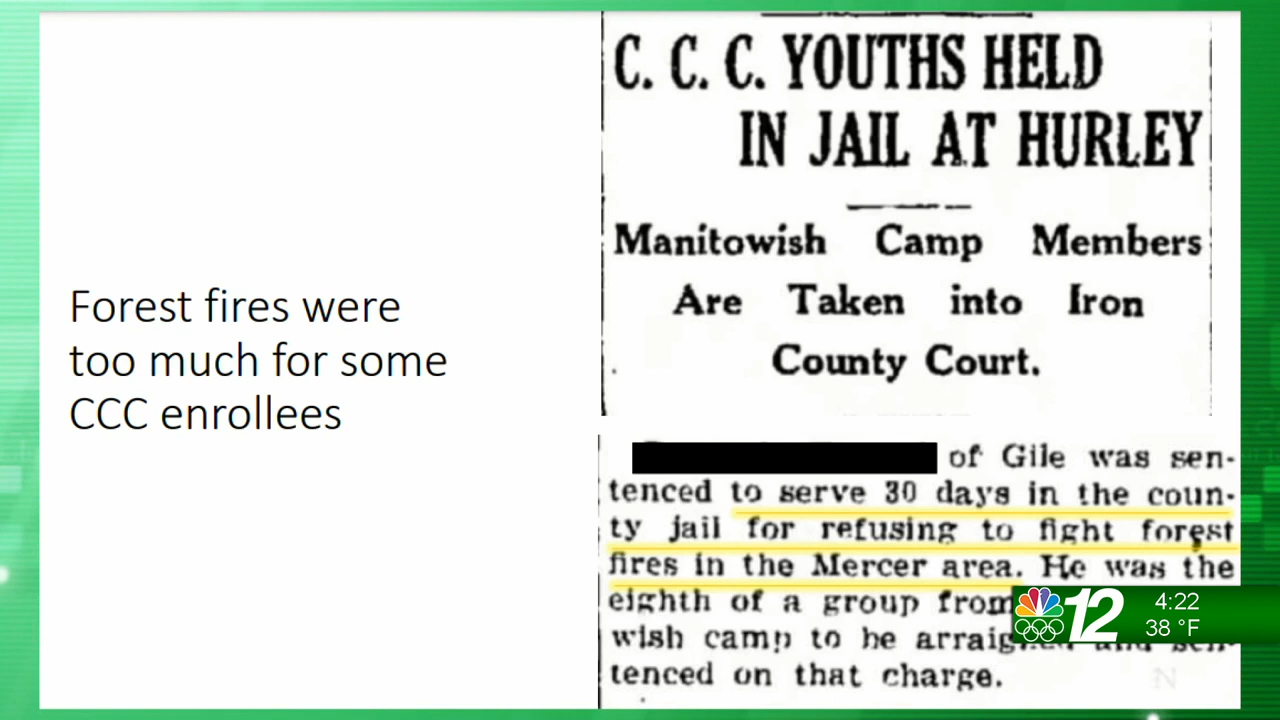 Forest fires were
too much for some
CCC enrollees
C. C. C. YOUTHS HELD
IN JAIL AT HURLEY
Manitowish Camp Members
Are Taken into Iron
County Court.
of Gile was sen-
tenced to serve 30 days in the coun-
ty jail for refusing to fight forest
fires in the Mercer area. He was the
eighth of a group from
wish camp to be arraigned and sen-
tenced on that charge.
12
4:22
38 °F